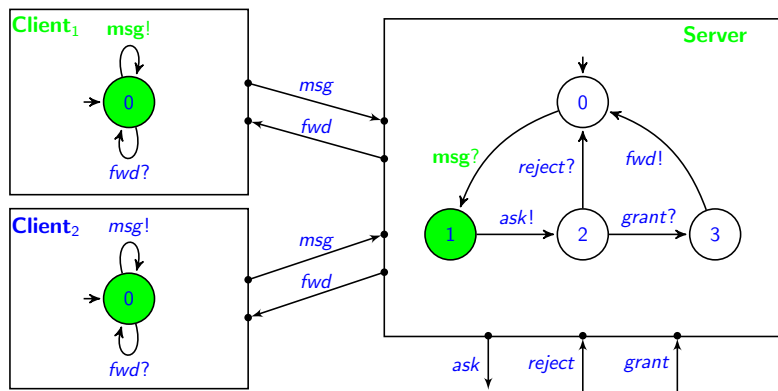 Client₁
msg!
0
fwd?
msg
fwd
Server
0
msg?
reject?
fwd!
1
ask!
2
grant?
3
Client₂
msg!
0
fwd?
msg
fwd
ask
reject
grant